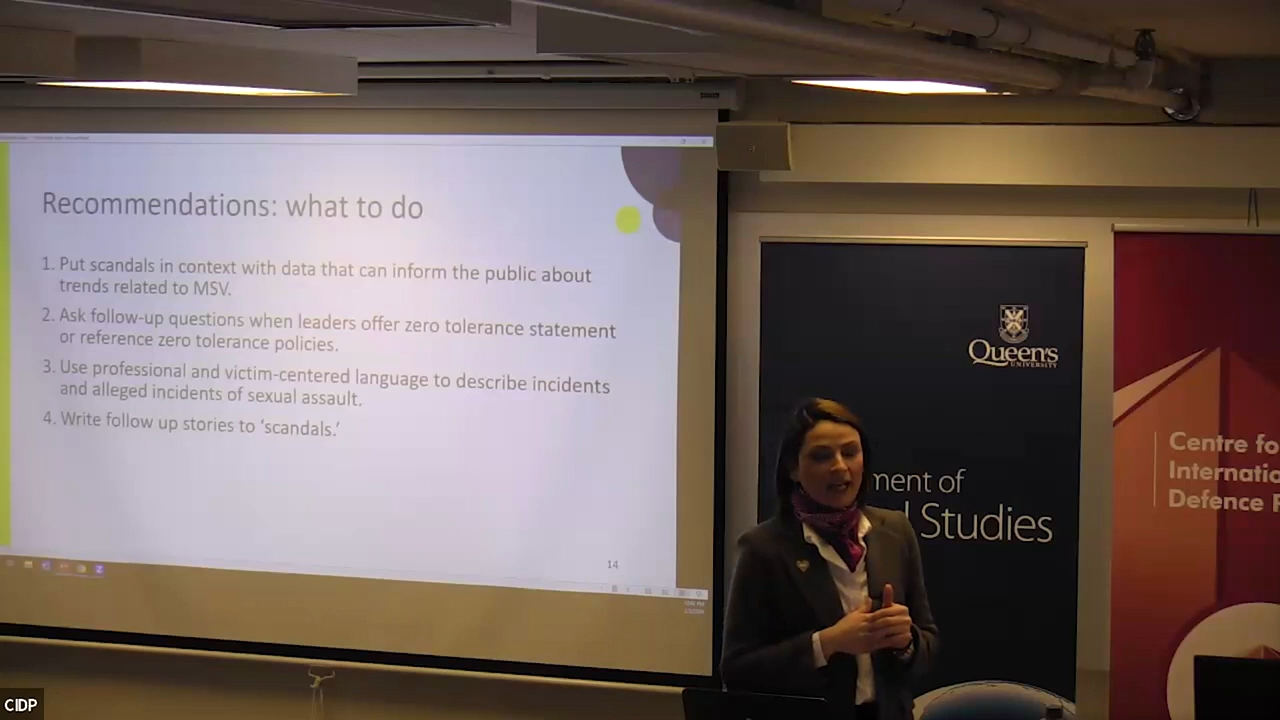 Recommendations: what to do
1. Put scandals in context with data that can inform the public about
trends related to MSV.
2. Ask follow-up questions when leaders offer zero tolerance statement
or reference zero tolerance policies.
3. Use professional and victim-centered language to describe incidents
and alleged incidents of sexual assault.
4. Write follow up stories to ‘scandals.’
14
Queen's
UNIVERSITY
ment of
Studies
Centre fo
Internatio
Defence P
CIDP